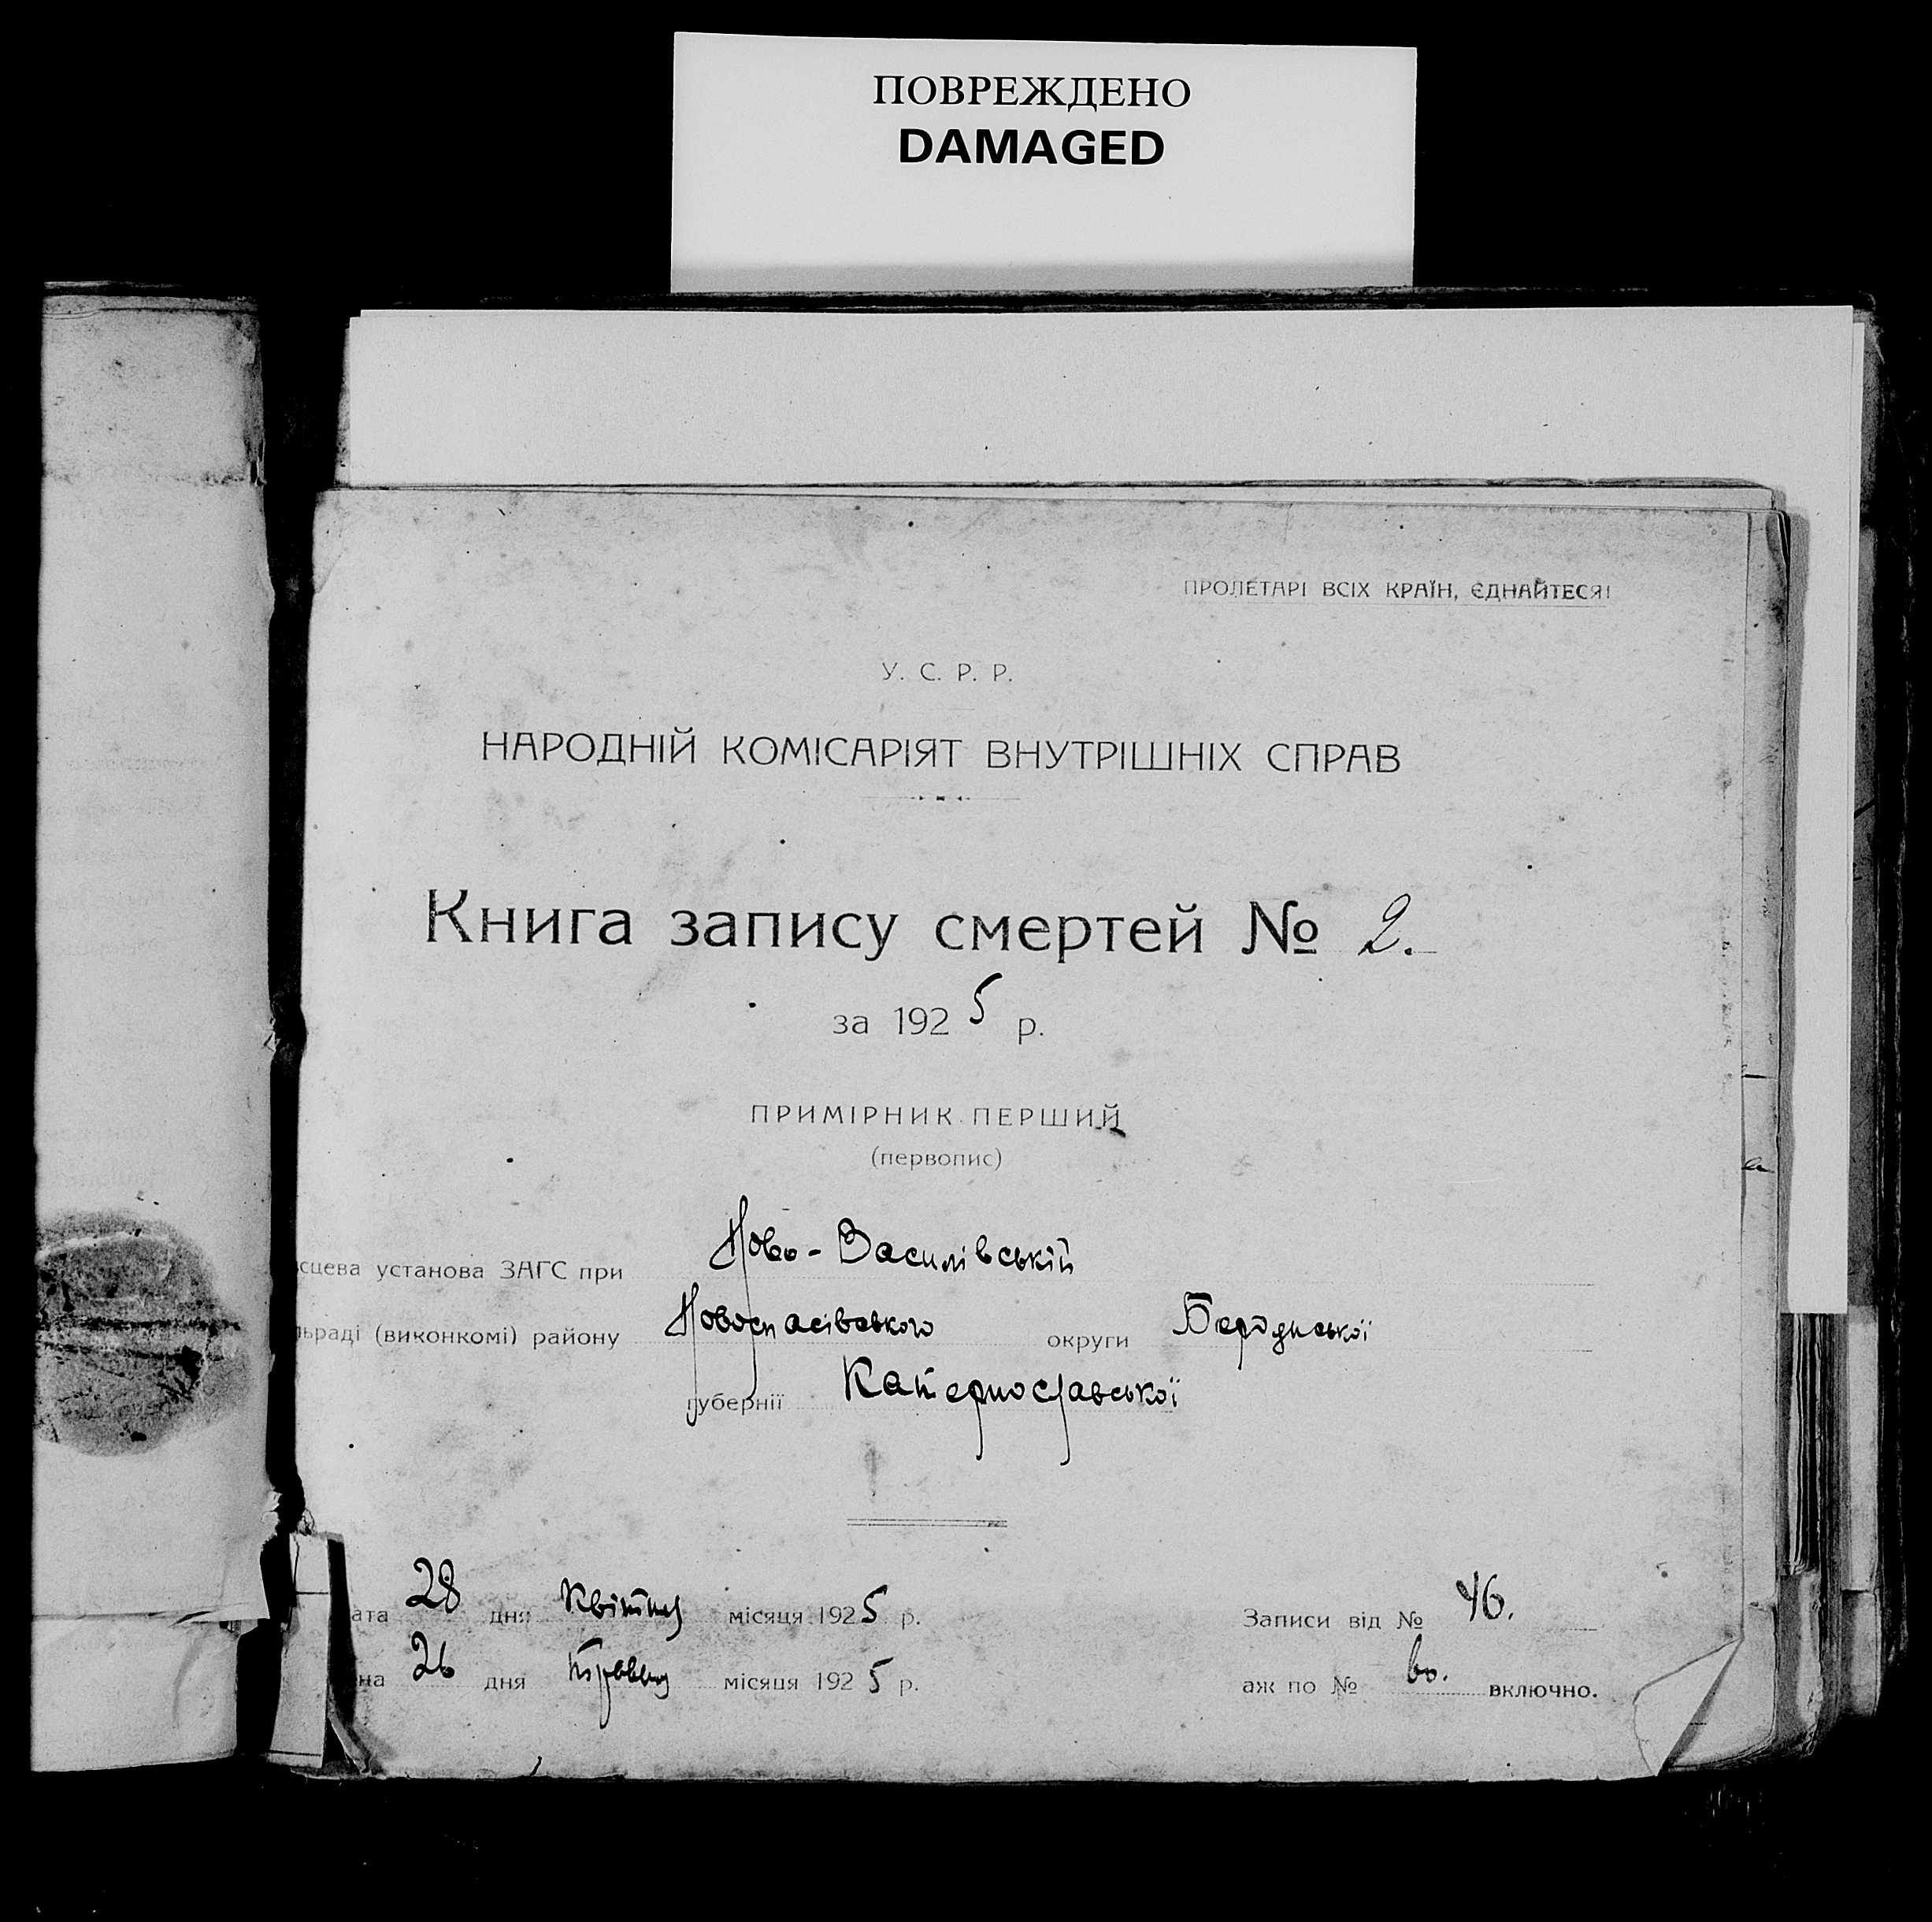 ПОВРЕЖДЕНО
DAMAGED
ПРОЛЕТАРІ ВСІХ КРАЇН, ЄДНАЙТЕСЯ!
У. С. Р. Р.
НАРОДНІЙ КОМІСАРІЯТ ВНУТРІШНІХ СПРАВ
Книга запису смертей № 2.
за 1925 р.
ПРИМІРНИК ПЕРШИЙ
(первопис)
сцева установа ЗАГС при Ново-Василівській
льраді (виконкомі) району Новоспасівського округи Бердянської
губернії Катеринославської
ата 28 дня Квітня місяця 1925 р. Записи від № 46.
на 26 дня Травня місяця 1925 р. аж по № 60. включно.